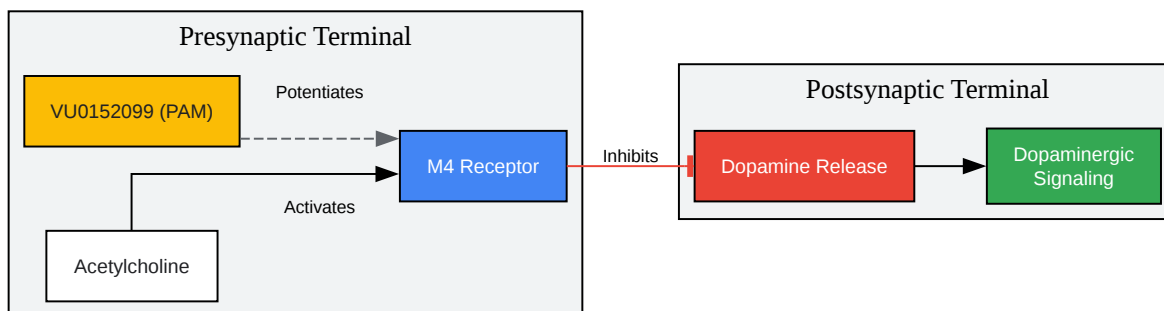 Presynaptic Terminal
VU0152099 (PAM)
Potentiates
M4 Receptor
Activates
Acetylcholine
Inhibits
Postsynaptic Terminal
Dopamine Release
Dopaminergic
Signaling